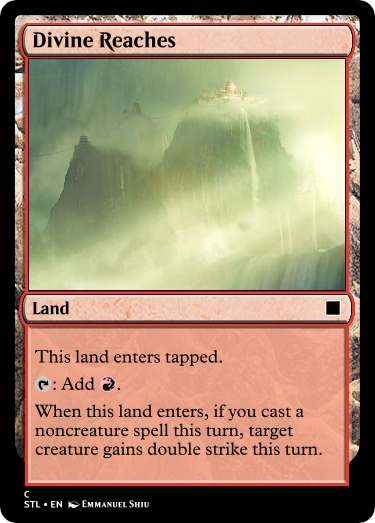 Divine Reaches
Land
This land enters tapped.
: Add .
When this land enters, if you cast a
noncreature spell this turn, target
creature gains double strike this turn.
C
STL • EN Emmanuel Shiu